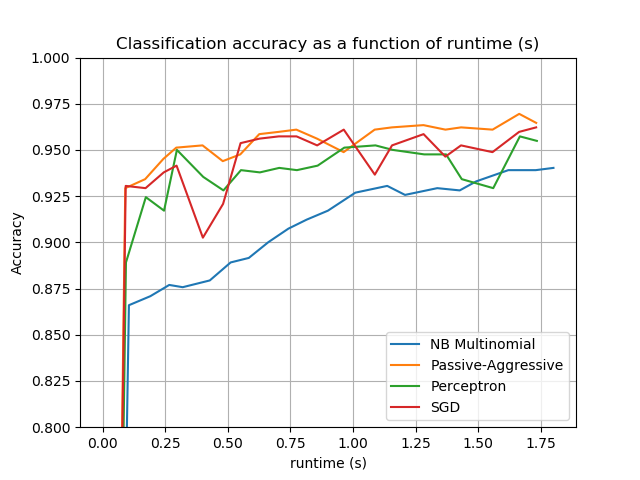 Classification accuracy as a function of runtime (s)
1.000
0.975
0.950
0.925
0.900
0.875
0.850
0.825
0.800
Accuracy
NB Multinomial
Passive-Aggressive
Perceptron
SGD
0.00 0.25 0.50 0.75 1.00 1.25 1.50 1.75
runtime (s)